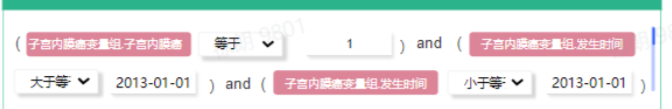 ( 子宫内膜癌变量组.子宫内膜癌 等于 1 ) and ( 子宫内膜癌变量组.发生时间
大于等于 2013-01-01 ) and ( 子宫内膜癌变量组.发生时间 小于等于 2013-01-01 )